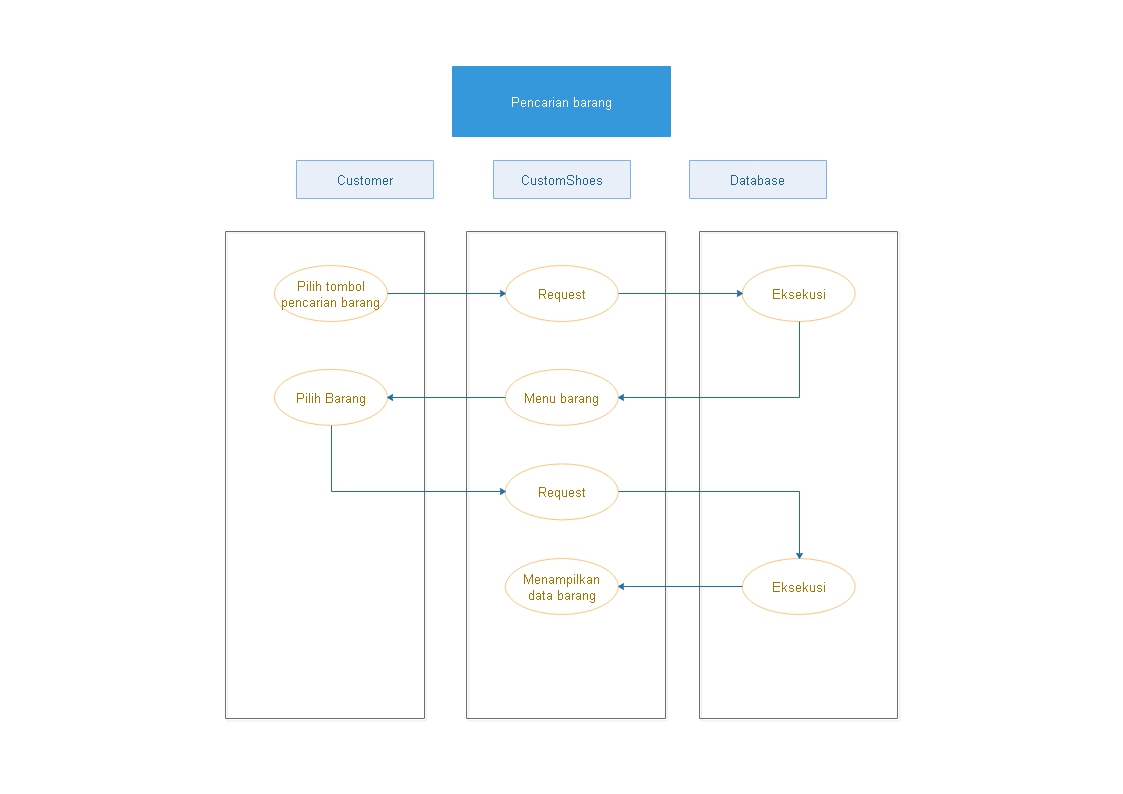 Pencarian barang
Customer
CustomShoes
Database
Pilih tombol
pencarian barang
Request
Eksekusi
Pilih Barang
Menu barang
Request
Menampilkan
data barang
Eksekusi